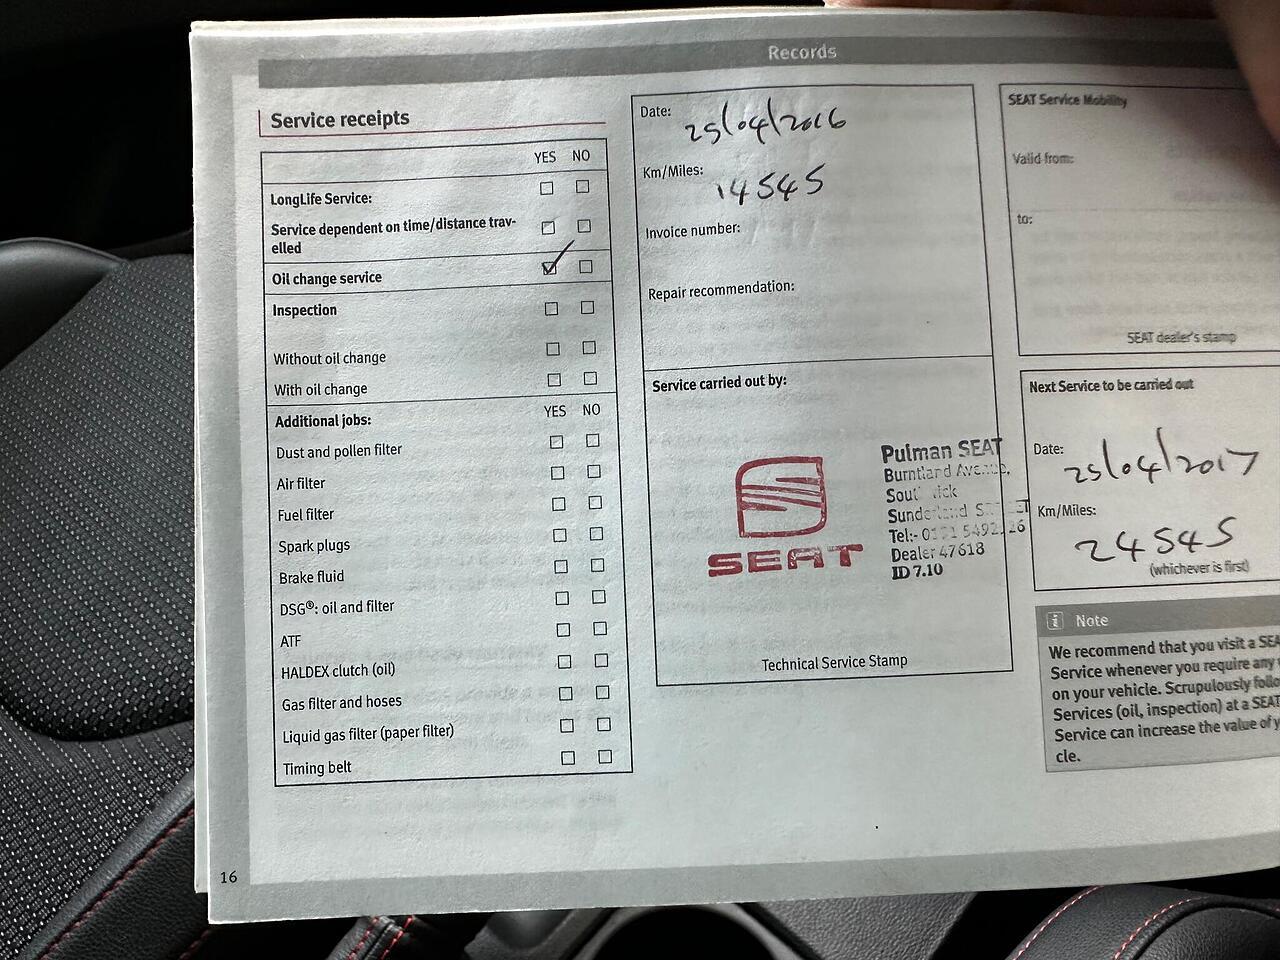 Records
Service receipts
YES NO
LongLife Service:
Service dependent on time/distance trav-
elled
Oil change service
Inspection
Without oil change
With oil change
Additional jobs:
YES NO
Dust and pollen filter
Air filter
Fuel filter
Spark plugs
Brake fluid
DSG®: oil and filter
ATF
HALDEX clutch (oil)
Gas filter and hoses
Liquid gas filter (paper filter)
Timing belt
16
Date:
25/04/2016
Km/Miles:
14545
Invoice number:
Repair recommendation:
Service carried out by:
SEAT
Pulman SEAT
Burntland
Sunderland
Tel:-
Dealer 47618
ID 7.10
Technical Service Stamp
SEAT Service Mobility
Valid from:
to:
SEAT dealer's stamp
Next Service to be carried out
Date:
25/04/2017
Km/Miles:
24545
(whichever is first)
i Note
We recommend that you visit a SEA
Service whenever you require any
on your vehicle. Scrupulously follo
Services (oil, inspection) at a SEAT
Service can increase the value of y
cle.